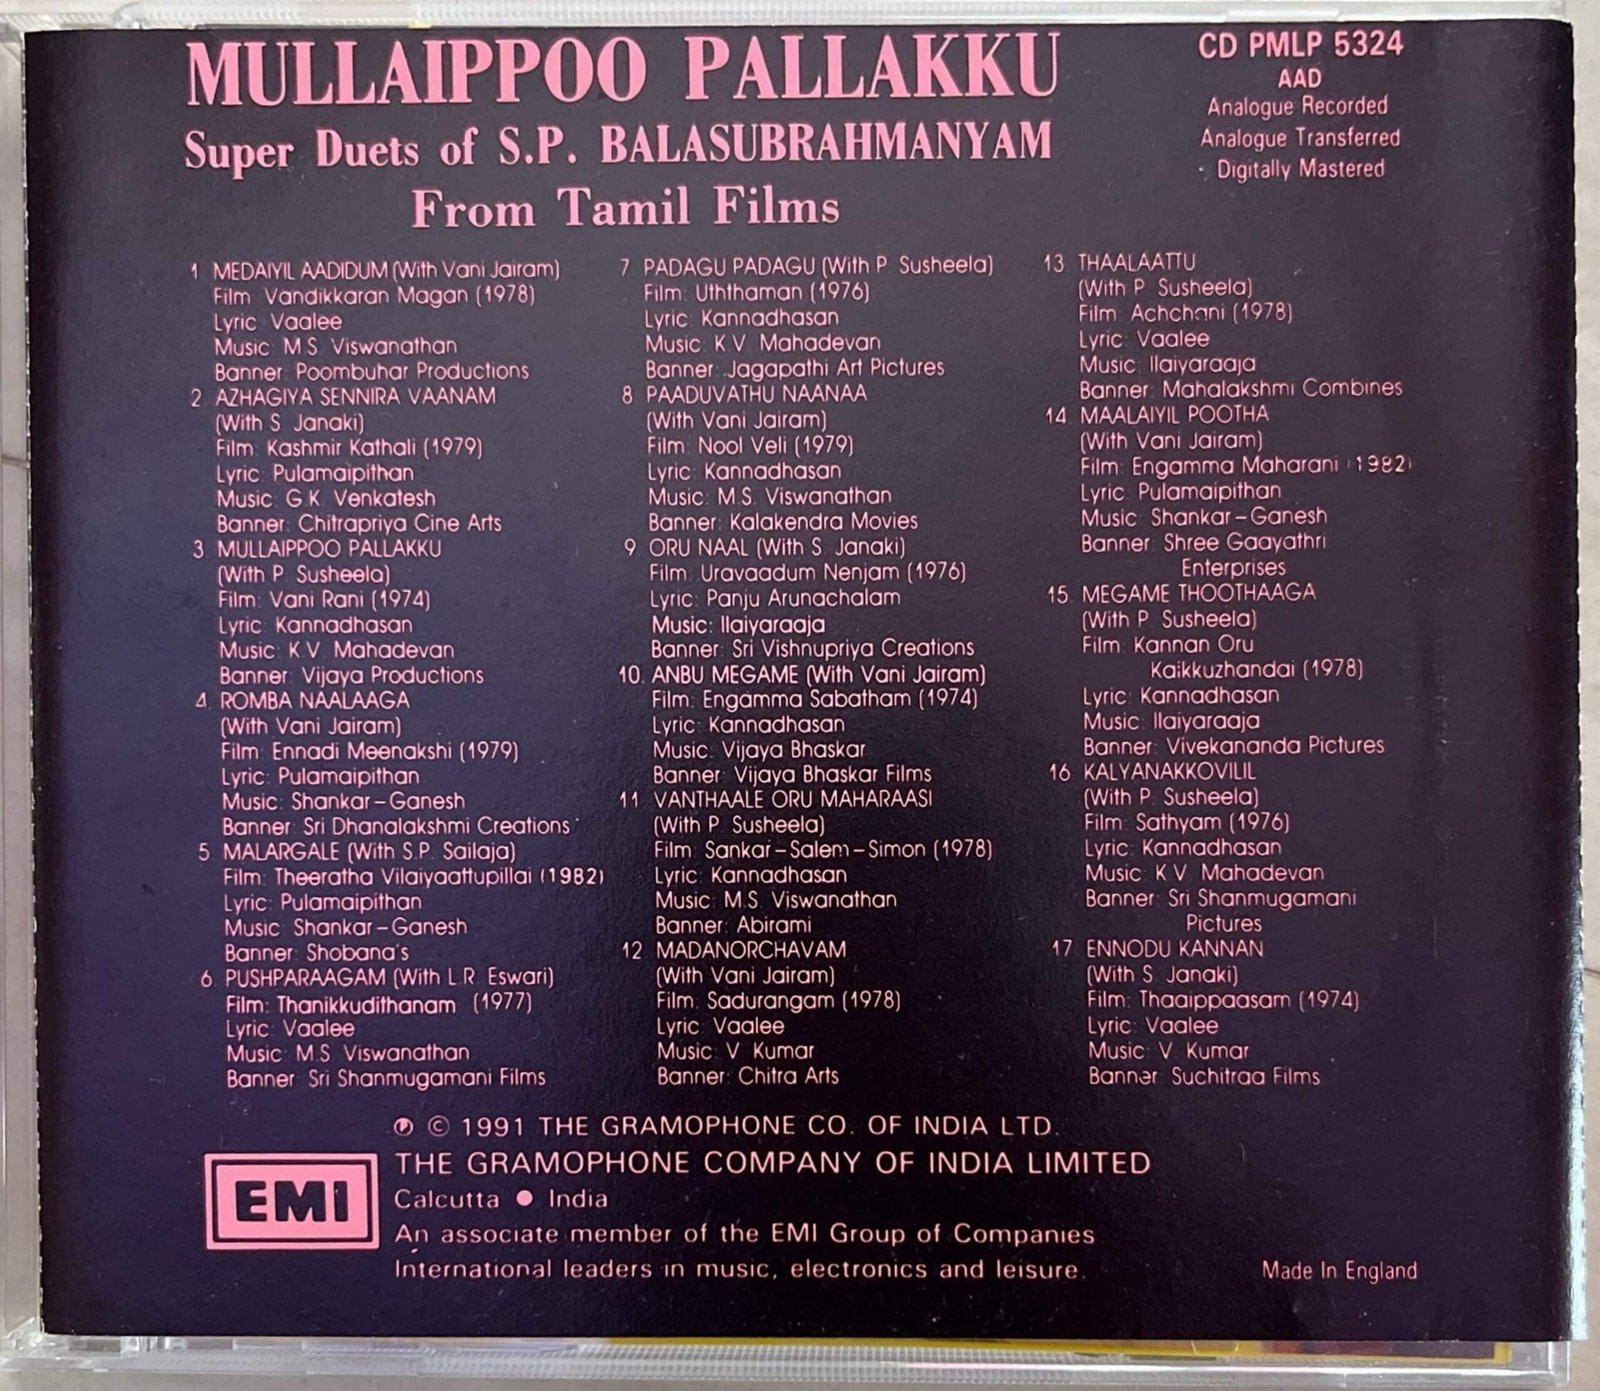 MULLAIPPOO PALLAKKU
Super Duets of S.P. BALASUBRAHMANYAM
From Tamil Films
CD PMLP 5324
AAD
Analogue Recorded
Analogue Transferred
Digitally Mastered
1 MEDAIYIL AADIDUM (With Vani Jairam)
Film: Vandikkaran Magan (1978)
Lyric: Vaalee
Music: M.S. Viswanathan
Banner: Poombuhar Productions
2 AZHAGIYA SENNIRA VAANAM
(With S. Janaki)
Film: Kashmir Kathali (1979)
Lyric: Pulamaipithan
Music: G.K. Venkatesh
Banner: Chitrapriya Cine Arts
3 MULLAIPPOO PALLAKKU
(With P. Susheela)
Film: Vani Rani (1974)
Lyric: Kannadhasan
Music: K.V. Mahadevan
Banner: Vijaya Productions
4 ROMBA NAALAAGA
(With Vani Jairam)
Film: Ennadi Meenakshi (1979)
Lyric: Pulamaipithan
Music: Shankar-Ganesh
Banner: Sri Dhanalakshmi Creations
5 MALARGALE (With S.P. Sailaja)
Film: Theeratha Vilaiyaattupillai (1982)
Lyric: Pulamaipithan
Music: Shankar-Ganesh
Banner: Shobana's
6 PUSHPARAAGAM (With L.R. Eswari)
Film: Thanikkudithanam (1977)
Lyric: Vaalee
Music: M.S. Viswanathan
Banner: Sri Shanmugamani Films
7 PADAGU PADAGU (With P. Susheela)
Film: Uththaman (1976)
Lyric: Kannadhasan
Music: K.V. Mahadevan
Banner: Jagapathi Art Pictures
8 PAADUVATHU NAANAA
(With Vani Jairam)
Film: Nool Veli (1979)
Lyric: Kannadhasan
Music: M.S. Viswanathan
Banner: Kalakendra Movies
9 ORU NAAL (With S. Janaki)
Film: Uravaadum Nenjam (1976)
Lyric: Panju Arunachalam
Music: Ilaiyaraaja
Banner: Sri Vishnupriya Creations
10. ANBU MEGAME (With Vani Jairam)
Film: Engamma Sabatham (1974)
Lyric: Kannadhasan
Music: Vijaya Bhaskar
Banner: Vijaya Bhaskar Films
11 VANTHAALE ORU MAHARAASI
(With P. Susheela)
Film: Sankar-Salem-Simon (1978)
Lyric: Kannadhasan
Music: M.S. Viswanathan
Banner: Abirami
12 MADANORCHAVAM
(With Vani Jairam)
Film: Sadurangam (1978)
Lyric: Vaalee
Music: V. Kumar
Banner: Chitra Arts
13 THAALAATTU
(With P. Susheela)
Film: Achchani (1978)
Lyric: Vaalee
Music: Ilaiyaraaja
Banner: Mahalakshmi Combines
14 MAALAIYIL POOTHA
(With Vani Jairam)
Film: Engamma Maharani (1982)
Lyric: Pulamaipithan
Music: Shankar-Ganesh
Banner: Shree Gaayathri
Enterprises
15 MEGAME THOOTHAAGA
(With P. Susheela)
Film: Kannan Oru
Kaikkuzhandai (1978)
Lyric: Kannadhasan
Music: Ilaiyaraaja
Banner: Vivekananda Pictures
16 KALYANAKKOVILIL
(With P. Susheela)
Film: Sathyam (1976)
Lyric: Kannadhasan
Music: K.V. Mahadevan
Banner: Sri Shanmugamani
Pictures
17 ENNODU KANNAN
(With S. Janaki)
Film: Thaaippaasam (1974)
Lyric: Vaalee
Music: V. Kumar
Banner: Suchitraa Films
℗ © 1991 THE GRAMOPHONE CO. OF INDIA LTD.
EMI
THE GRAMOPHONE COMPANY OF INDIA LIMITED
Calcutta ● India
An associate member of the EMI Group of Companies
International leaders in music, electronics and leisure.
Made In England